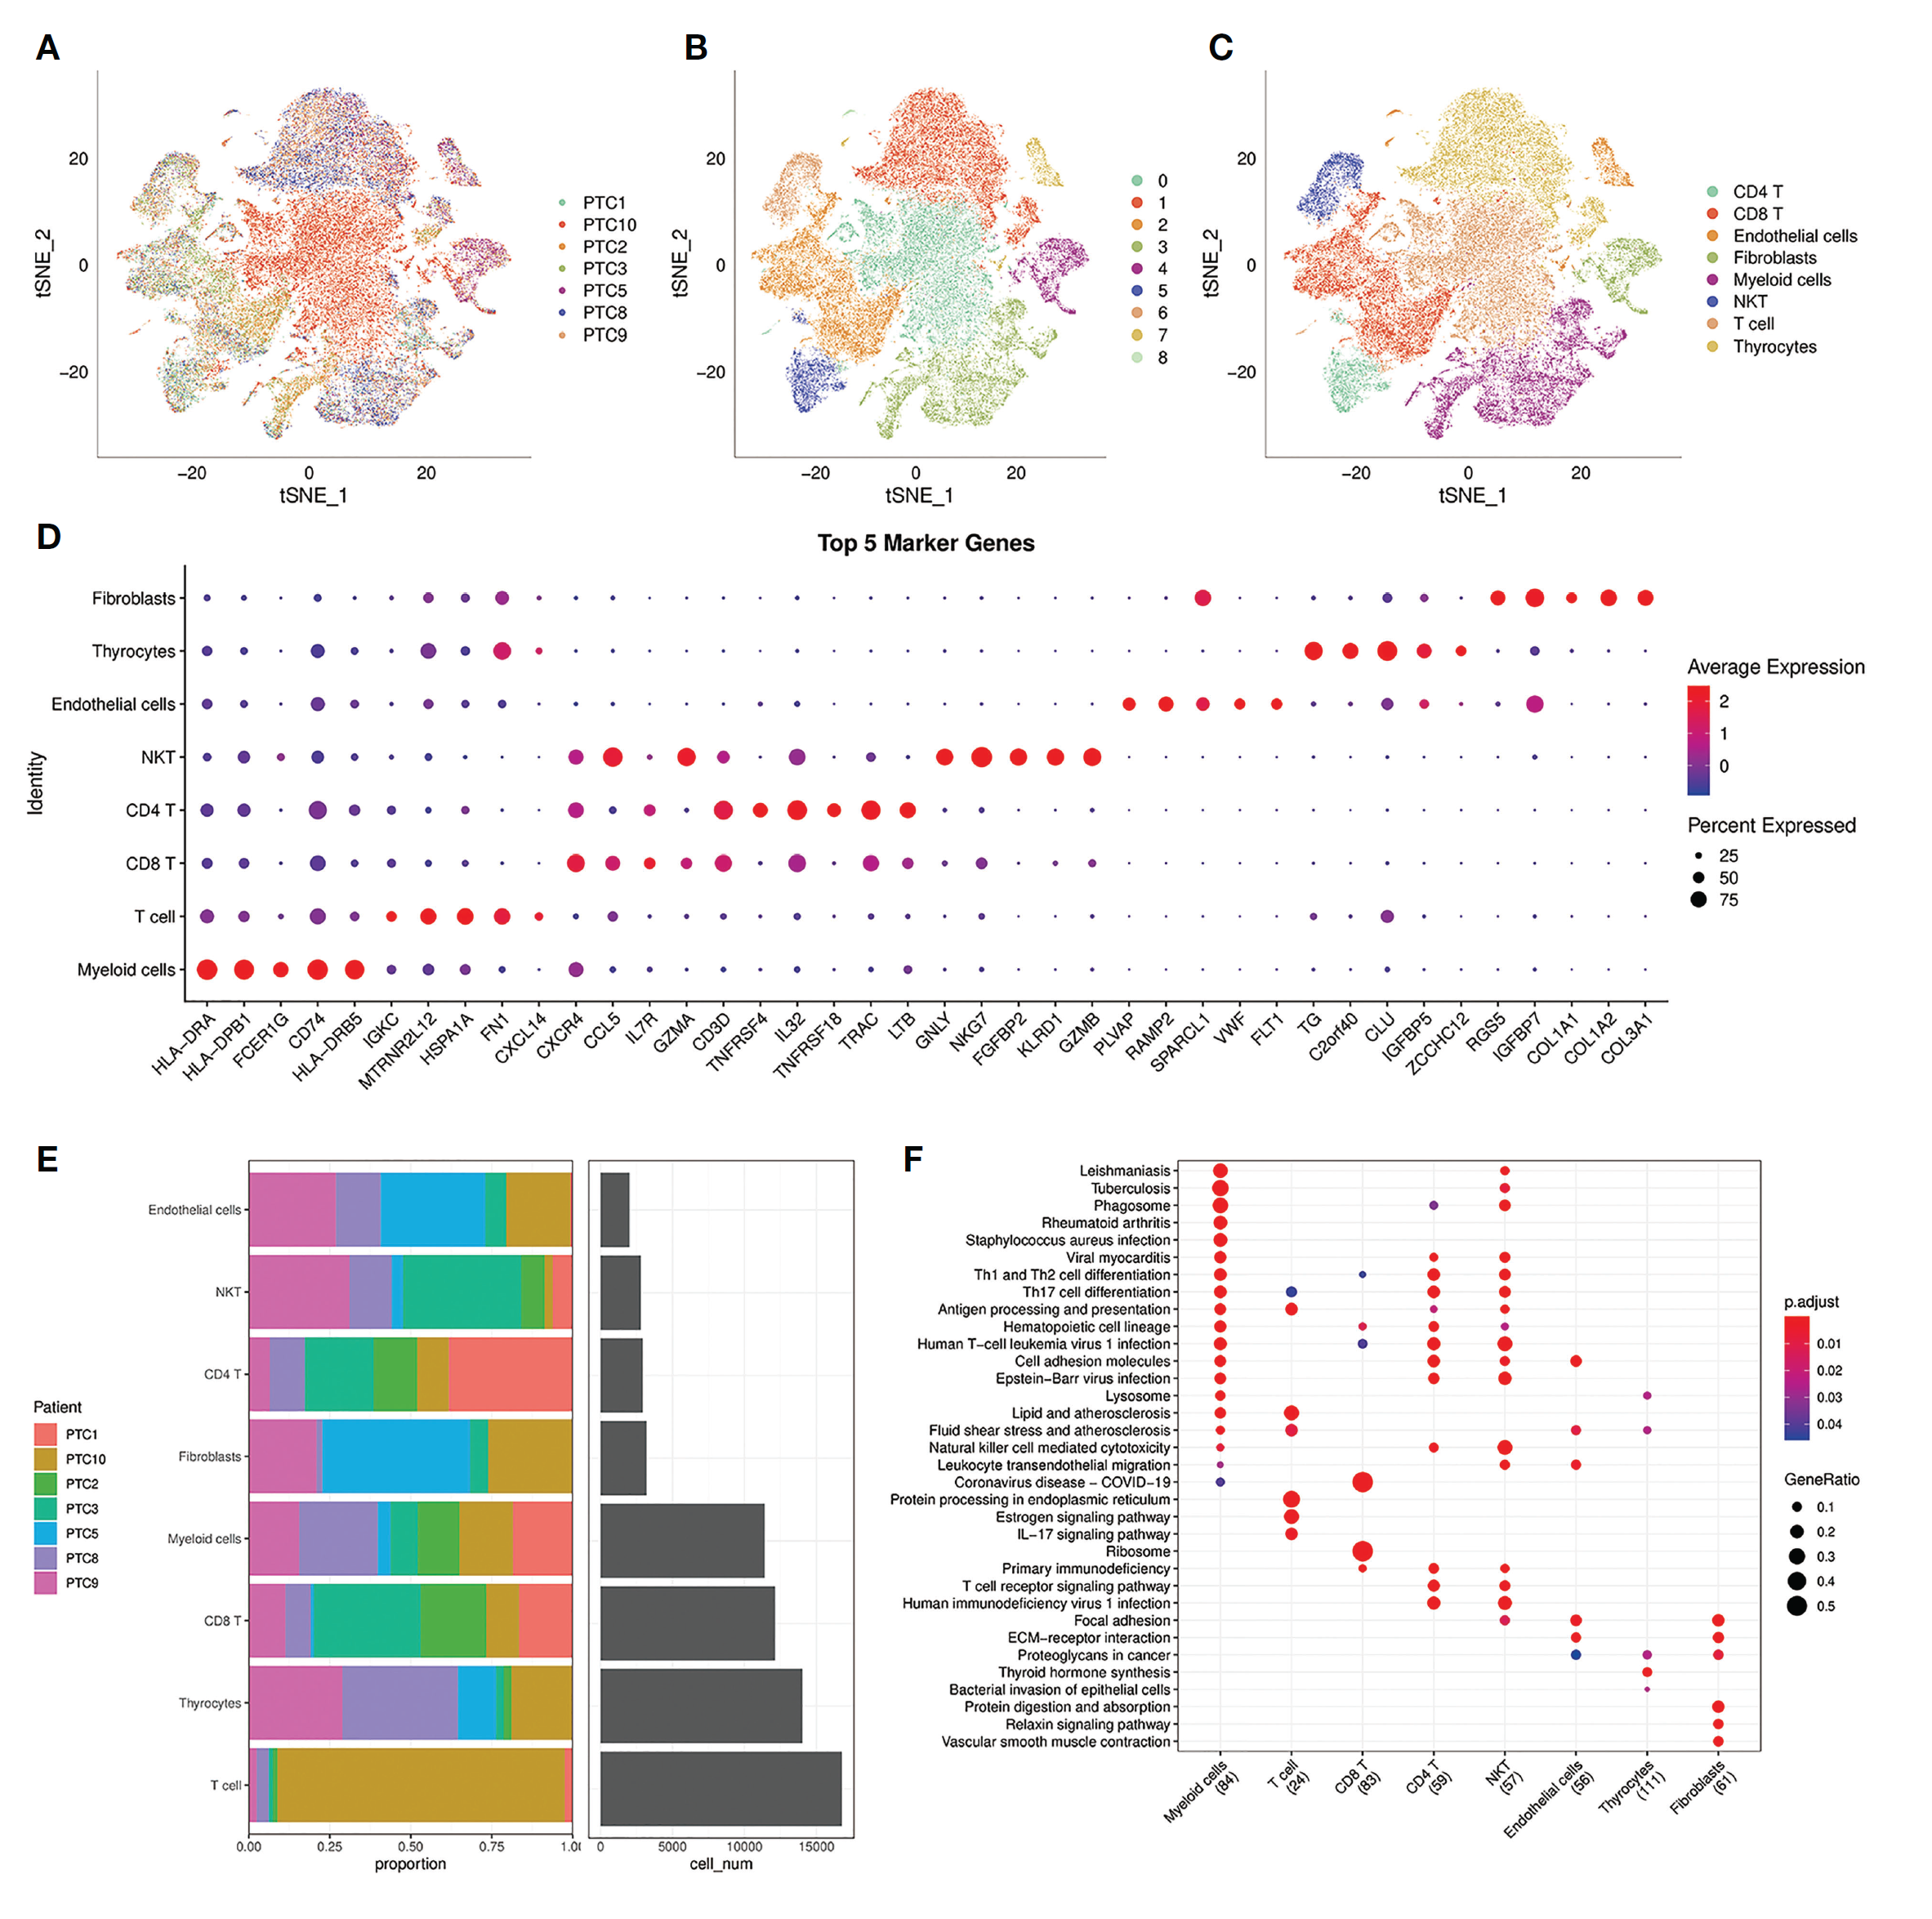 A
B
C
20
0
−20
tSNE_2
−20
0
20
tSNE_1
PTC1
PTC10
PTC2
PTC3
PTC5
PTC8
PTC9
20
0
−20
tSNE_2
−20
0
20
tSNE_1
0
1
2
3
4
5
6
7
8
20
0
−20
tSNE_2
−20
0
20
tSNE_1
CD4 T
CD8 T
Endothelial cells
Fibroblasts
Myeloid cells
NKT
T cell
Thyrocytes
D
Top 5 Marker Genes
Identity
Fibroblasts
Thyrocytes
Endothelial cells
NKT
CD4 T
CD8 T
T cell
Myeloid cells
HLA−DRA
HLA−DPB1
FCER1G
CD74
HLA−DRB5
IGKC
MTRNR2L12
HSPA1A
FN1
CXCL14
CXCR4
CCL5
IL7R
GZMA
CD3D
TNFRSF4
IL32
TNFRSF18
TRAC
LTB
GNLY
NKG7
FGFBP2
KLRD1
GZMB
PLVAP
RAMP2
SPARCL1
VWF
FLT1
TG
C2orf40
CLU
IGFBP5
ZCCHC12
RGS5
IGFBP7
COL1A1
COL1A2
COL3A1
Average Expression
2
1
0
Percent Expressed
25
50
75
E
Patient
PTC1
PTC10
PTC2
PTC3
PTC5
PTC8
PTC9
Endothelial cells
NKT
CD4 T
Fibroblasts
Myeloid cells
CD8 T
Thyrocytes
T cell
0.00
0.25
0.50
0.75
proportion
0
5000
10000
15000
cell_num
F
Leishmaniasis
Tuberculosis
Phagosome
Rheumatoid arthritis
Staphylococcus aureus infection
Viral myocarditis
Th1 and Th2 cell differentiation
Th17 cell differentiation
Antigen processing and presentation
Hematopoietic cell lineage
Human T−cell leukemia virus 1 infection
Cell adhesion molecules
Epstein−Barr virus infection
Lysosome
Lipid and atherosclerosis
Fluid shear stress and atherosclerosis
Natural killer cell mediated cytotoxicity
Leukocyte transendothelial migration
Coronavirus disease − COVID−19
Protein processing in endoplasmic reticulum
Estrogen signaling pathway
IL−17 signaling pathway
Ribosome
Primary immunodeficiency
T cell receptor signaling pathway
Human immunodeficiency virus 1 infection
Focal adhesion
ECM−receptor interaction
Proteoglycans in cancer
Thyroid hormone synthesis
Bacterial invasion of epithelial cells
Protein digestion and absorption
Relaxin signaling pathway
Vascular smooth muscle contraction
Myeloid cells
(84)
T cell
(24)
CD8 T
(83)
CD4 T
(59)
NKT
(57)
Endothelial cells
(56)
Thyrocytes
(111)
Fibroblasts
(61)
p.adjust
0.01
0.02
0.03
0.04
GeneRatio
0.1
0.2
0.3
0.4
0.5